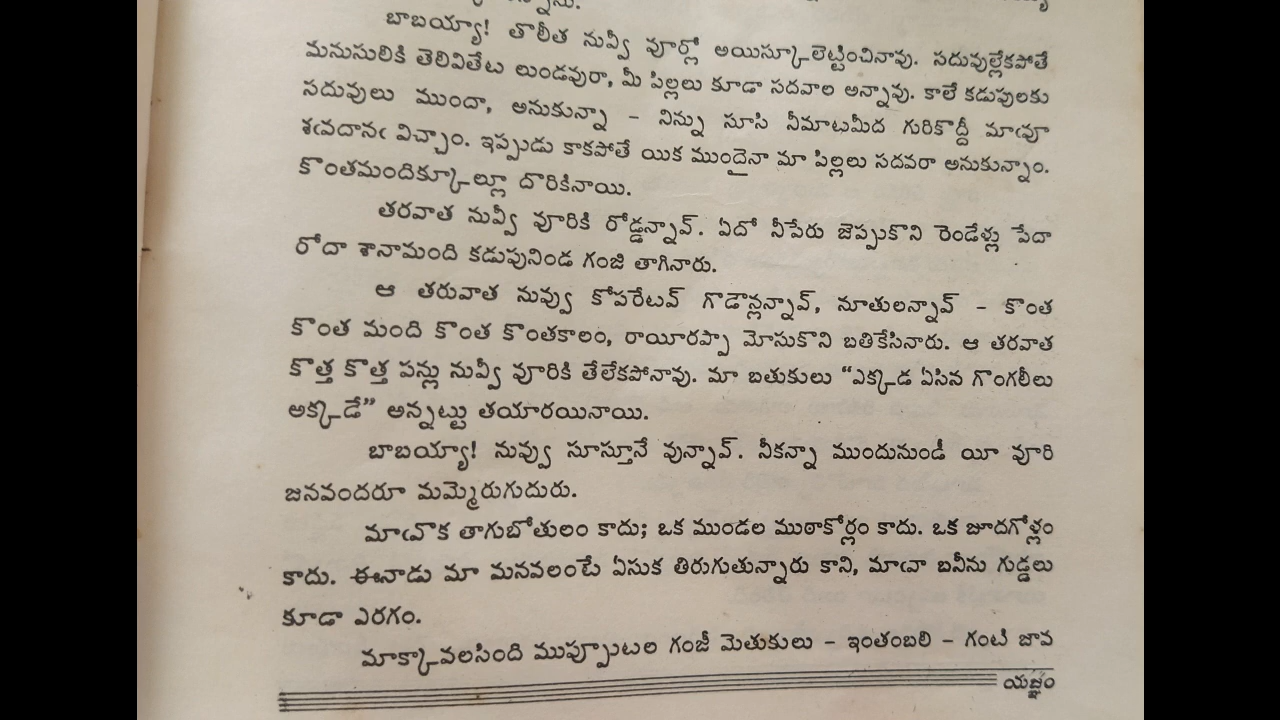 బాబయ్యా! తొలీత నువ్వీ వూర్లో అయిస్కూలెట్టించినావు. సదువుల్లేకపోతే
మనుసులికి తెలివితేట లుండవురా, మీ పిల్లలు కూడా సదవాల అన్నావు. కాలే కడుపులకు
సదువులు ముందా, అనుకున్నా – నిన్ను సూసి నీమాటమీద గురికొద్దీ మాఁవూ
శఁవదానఁ విచ్చాం. ఇప్పుడు కాకపోతే యిక ముందైనా మా పిల్లలు సదవరా అనుకున్నాం.
కొంతమందిక్కూల్లూ దొరికినాయి.
తరవాత నువ్వీ వూరికి రోడ్డన్నావ్. ఏదో నీపేరు జెప్పుకొని రెండేళ్లు పేదా
రోదా శానామంది కడుపునిండ గంజి తాగినారు.
ఆ తరువాత నువ్వు కోపరేటవ్ గొడౌన్లన్నావ్, నూతులన్నావ్ – కొంత
కొంత మంది కొంత కొంతకాలం, రాయీరప్పా మోసుకొని బతికేసినారు. ఆ తరవాత
కొత్త కొత్త పన్లు నువ్వీ వూరికి తేలేకపోనావు. మా బతుకులు “ఎక్కడ ఏసిన గొంగలీలు
అక్కడే” అన్నట్టు తయారయినాయి.
బాబయ్యా! నువ్వు సూస్తూనే వున్నావ్. నీకన్నా ముందునుండీ యీ వూరి
జనవందరూ మమ్మెరుగుదురు.
మాఁవొక తాగుబోతులం కాదు; ఒక ముండల ముఠాకోర్లం కాదు. ఒక జూదగోళ్లం
కాదు. ఈనాడు మా మనవలంటే ఏసుక తిరుగుతున్నారు కాని, మాఁవా బనీను గుడ్డలు
కూడా ఎరగం.
మాక్కావలసింది ముప్పూటల గంజీ మెతుకులు – ఇంతంబలి – గంటి జావ
యజ్ఞం